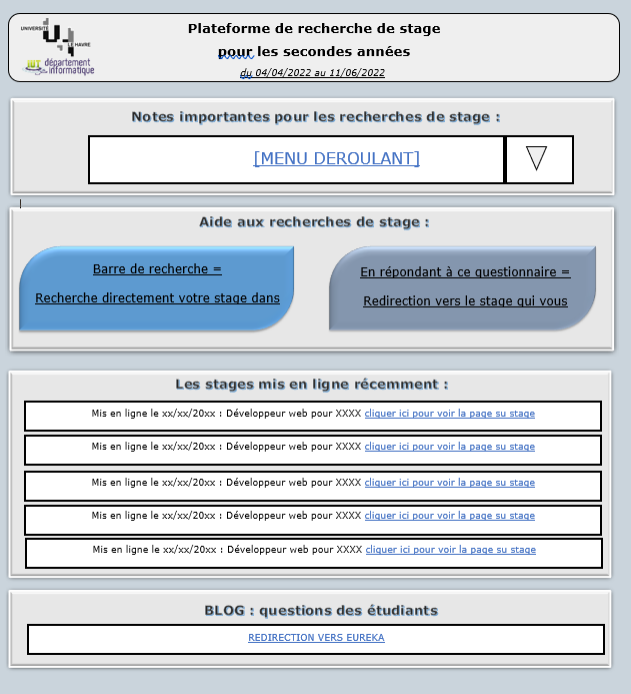 UNIVERSITÉ
LE HAVRE
IUT département
informatique
Plateforme de recherche de stage
pour les secondes années
du 04/04/2022 au 11/06/2022
Notes importantes pour les recherches de stage :
[MENU DEROULANT]
Aide aux recherches de stage :
Barre de recherche =
Recherche directement votre stage dans
En répondant à ce questionnaire =
Redirection vers le stage qui vous
Les stages mis en ligne récemment :
Mis en ligne le xx/xx/20xx : Développeur web pour XXXX cliquer ici pour voir la page su stage
Mis en ligne le xx/xx/20xx : Développeur web pour XXXX cliquer ici pour voir la page su stage
Mis en ligne le xx/xx/20xx : Développeur web pour XXXX cliquer ici pour voir la page su stage
Mis en ligne le xx/xx/20xx : Développeur web pour XXXX cliquer ici pour voir la page su stage
Mis en ligne le xx/xx/20xx : Développeur web pour XXXX cliquer ici pour voir la page su stage
BLOG : questions des étudiants
REDIRECTION VERS EUREKA